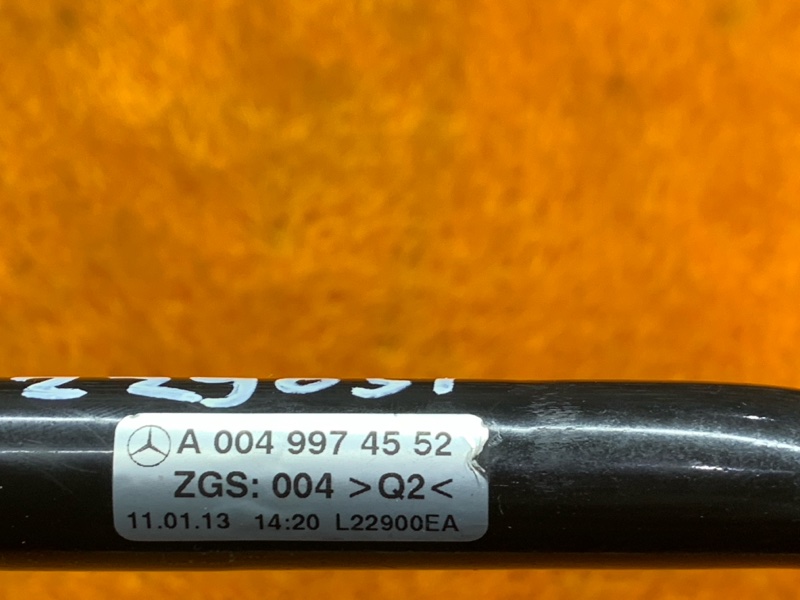 A 004 997 45 52
ZGS: 004 >Q2<
11.01.13 14:20 L22900EA